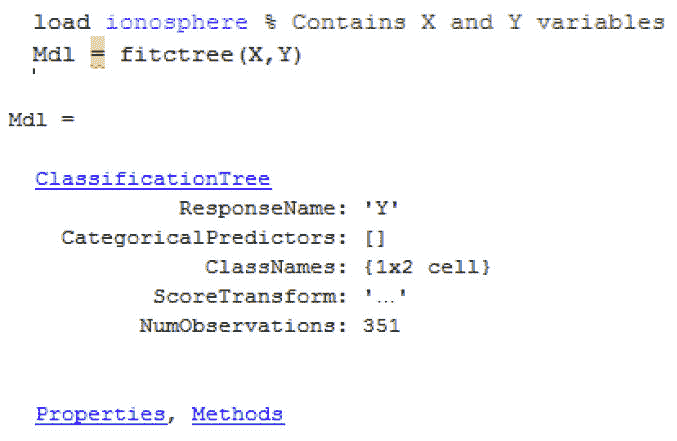 load ionosphere % Contains X and Y variables
Mdl = fitctree(X,Y)
Mdl =
ClassificationTree
ResponseName: 'Y'
CategoricalPredictors: []
ClassNames: {1x2 cell}
ScoreTransform: '...'
NumObservations: 351
Properties, Methods